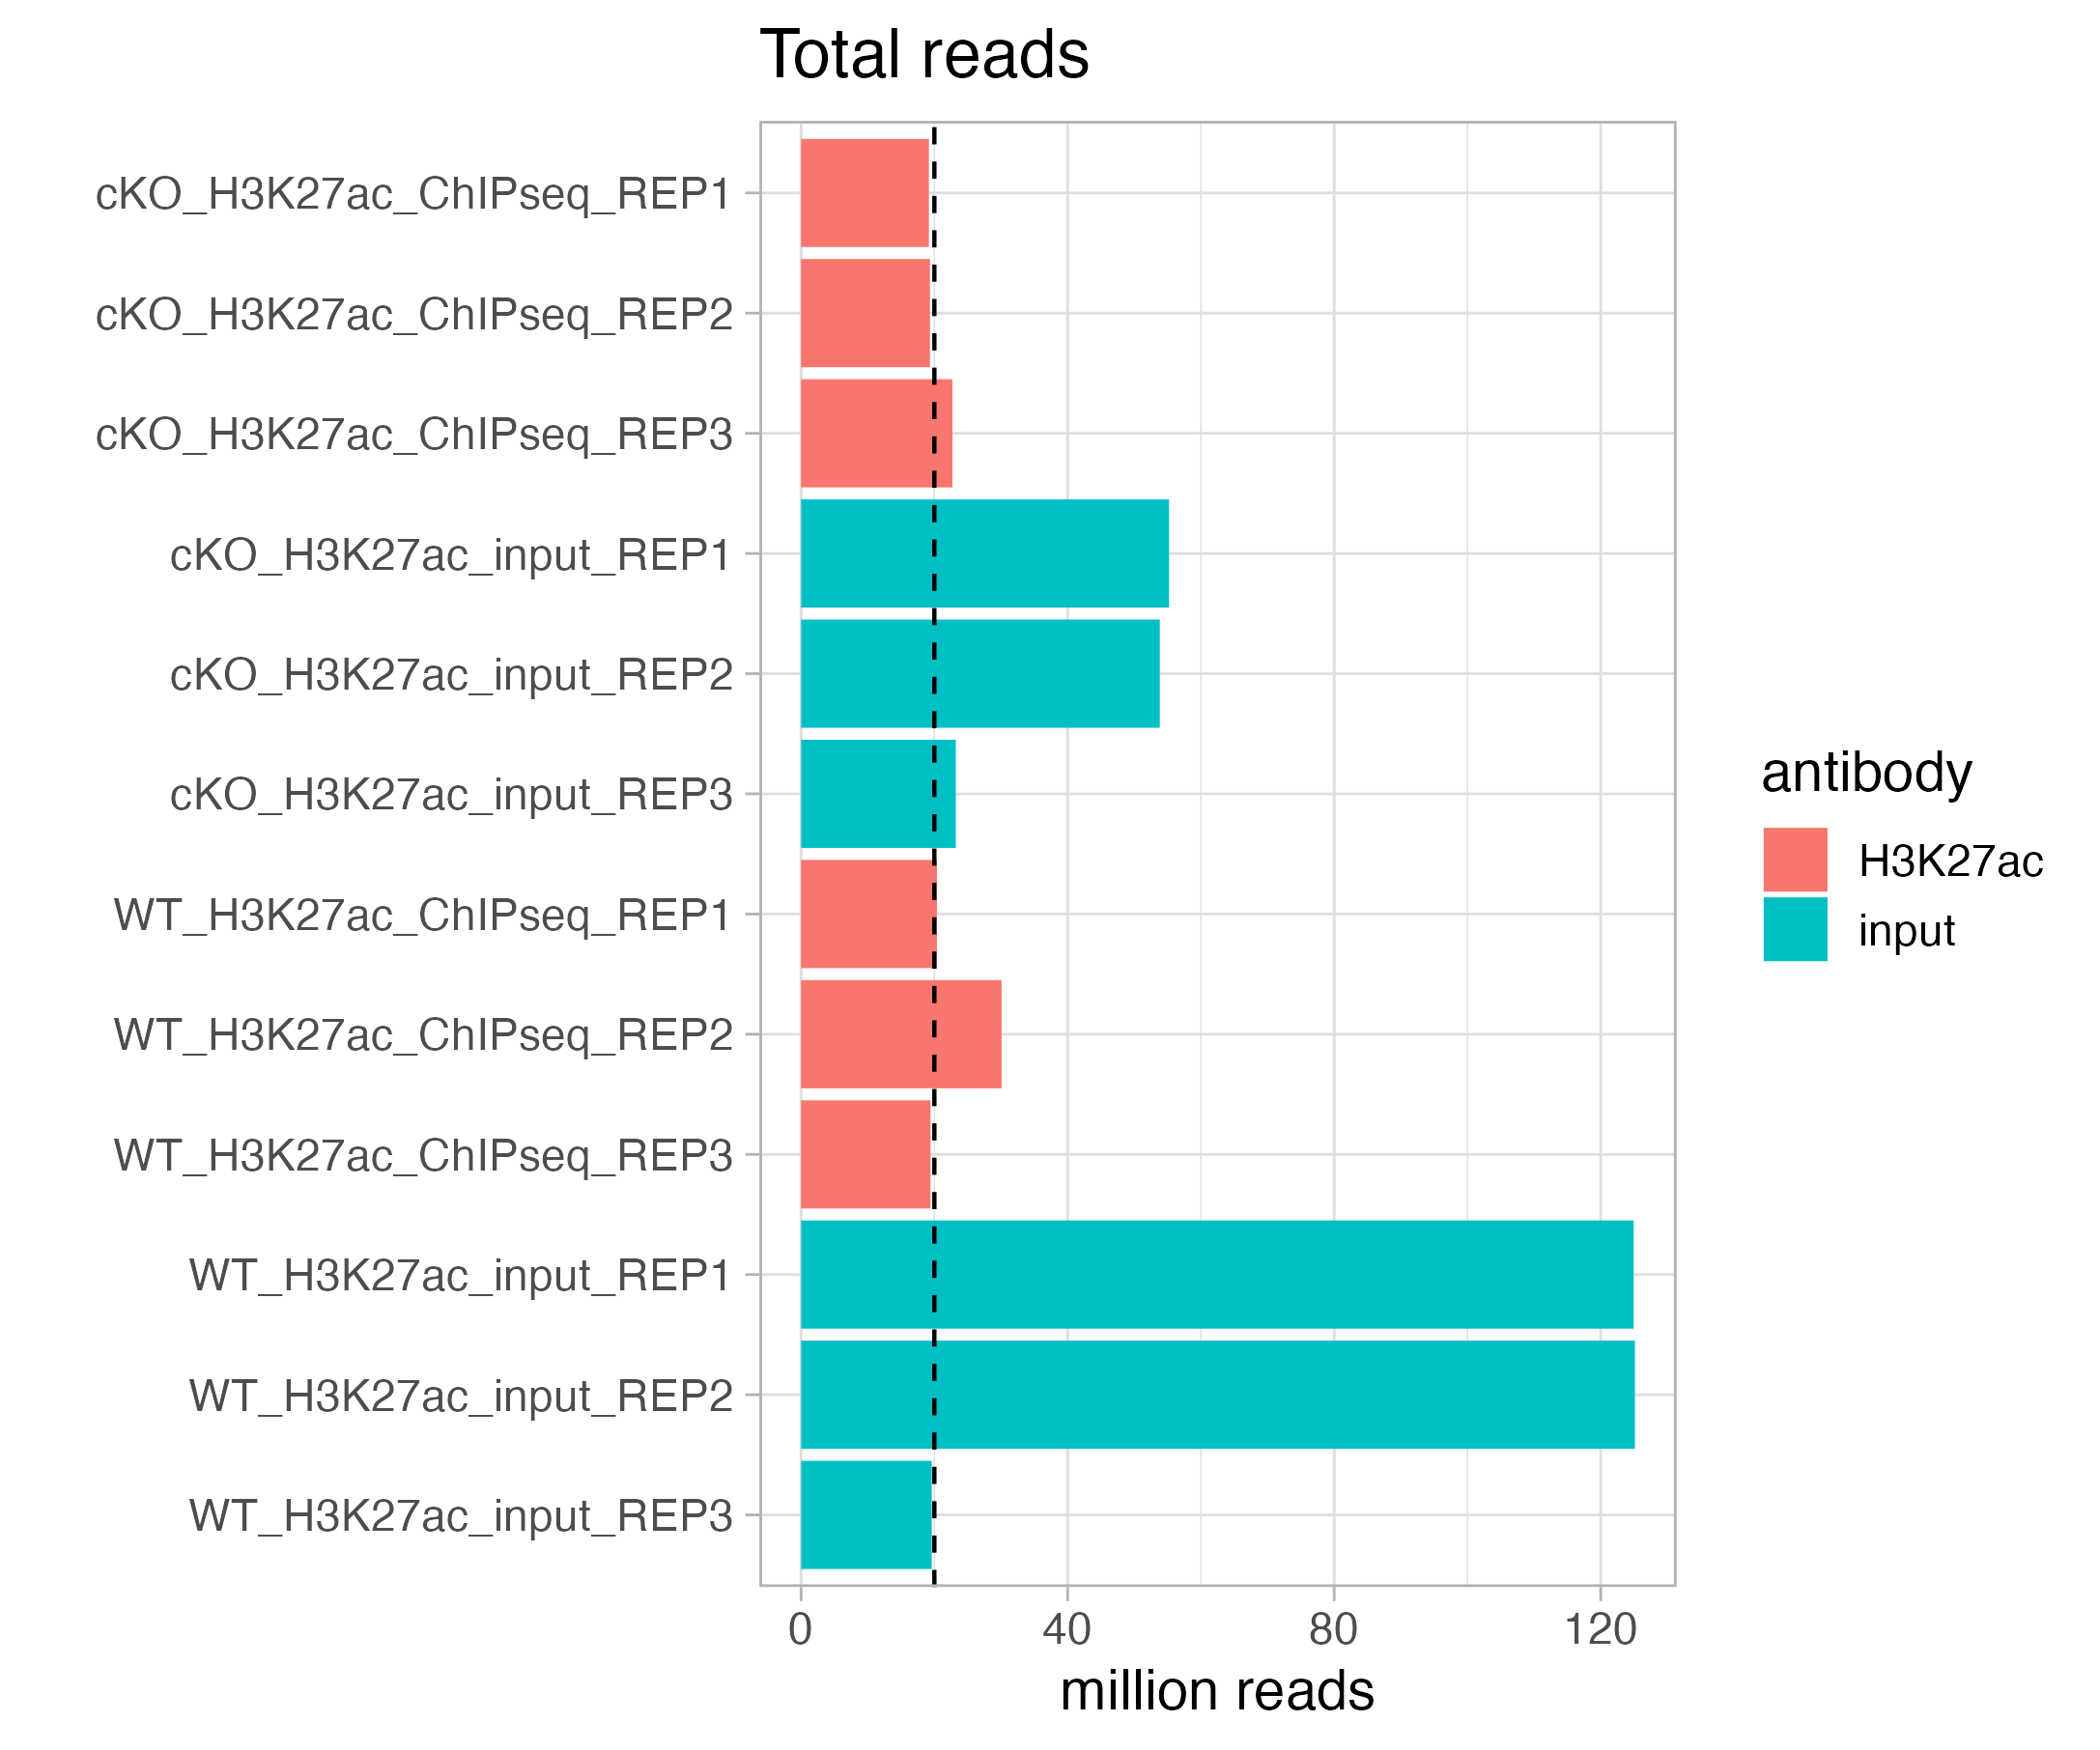 Total reads
cKO_H3K27ac_ChIPseq_REP1
cKO_H3K27ac_ChIPseq_REP2
cKO_H3K27ac_ChIPseq_REP3
cKO_H3K27ac_input_REP1
cKO_H3K27ac_input_REP2
cKO_H3K27ac_input_REP3
WT_H3K27ac_ChIPseq_REP1
WT_H3K27ac_ChIPseq_REP2
WT_H3K27ac_ChIPseq_REP3
WT_H3K27ac_input_REP1
WT_H3K27ac_input_REP2
WT_H3K27ac_input_REP3
0 40 80 120
million reads
antibody
H3K27ac
input